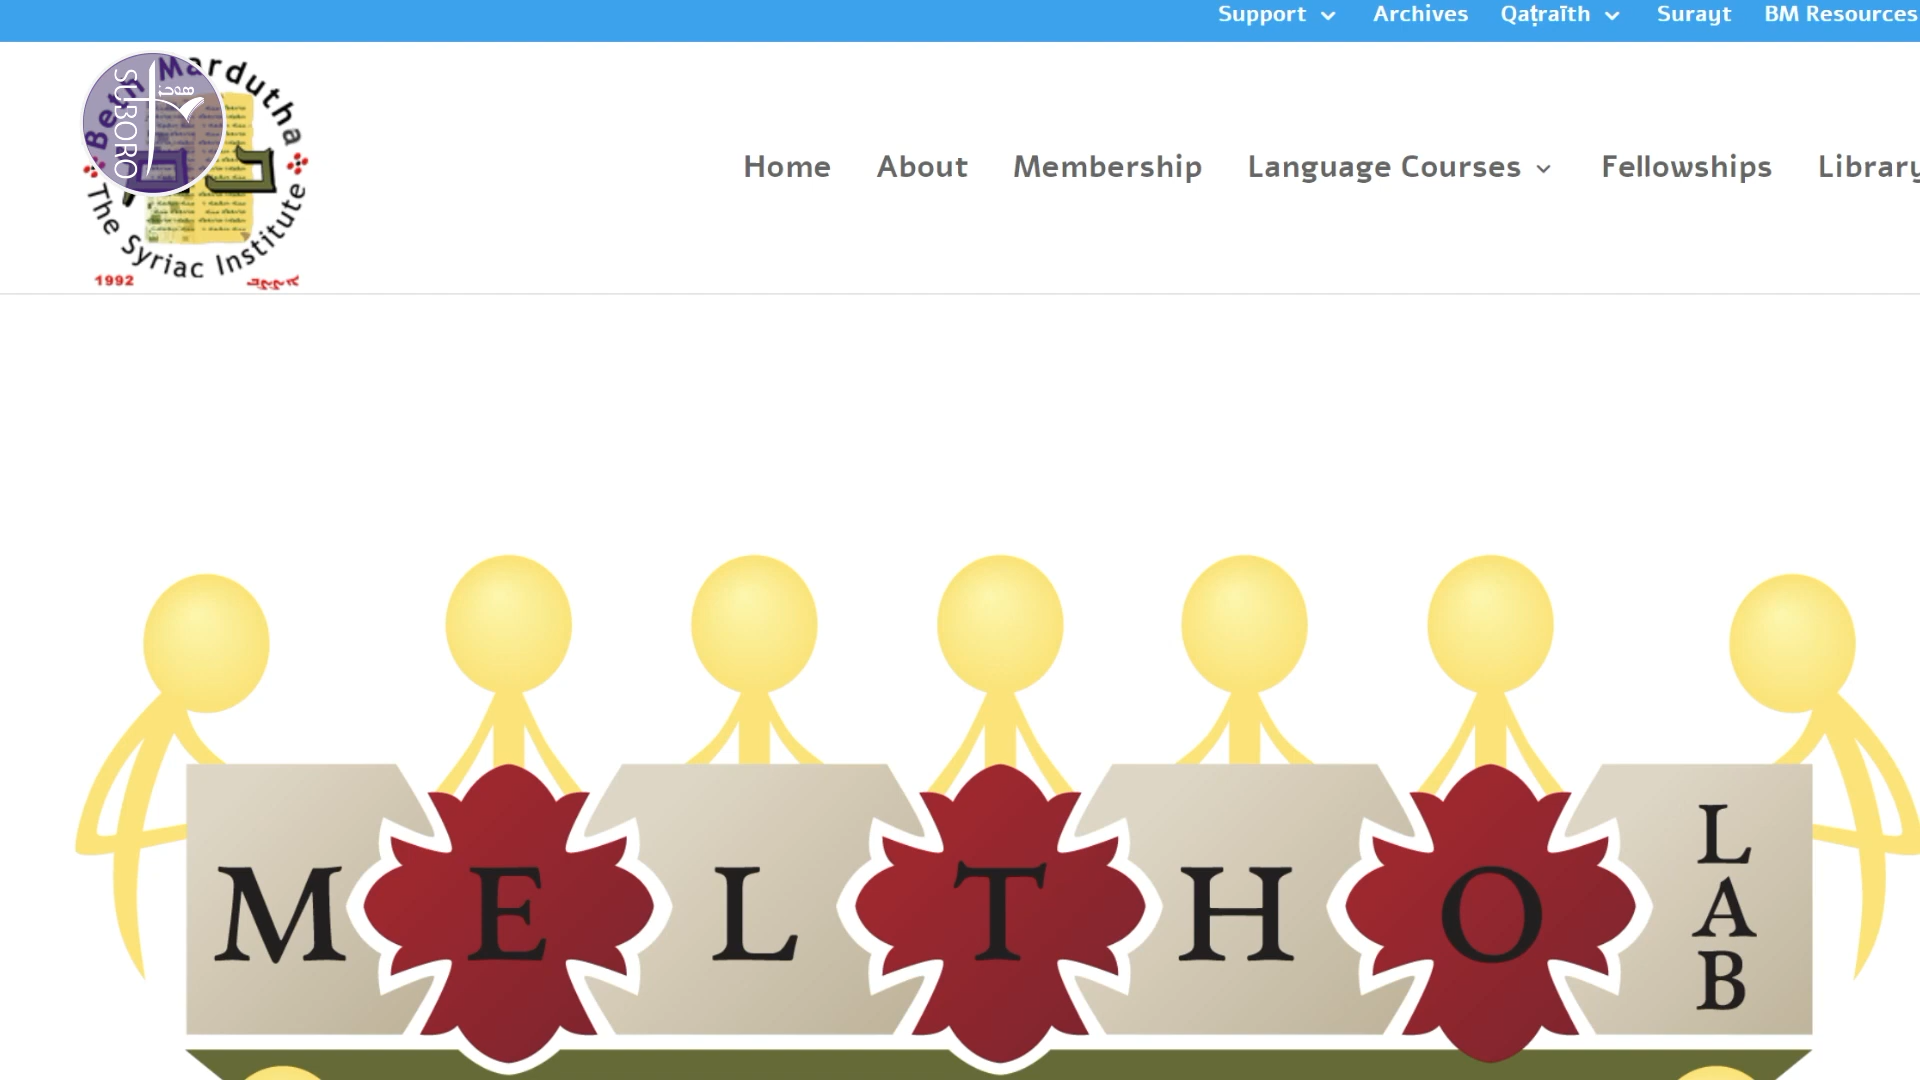 Support Archives Qaṭraīth Surayt BM Resources
Beth Mardutha
SUBORO
The Syriac Institute
1992
Home About Membership Language Courses Fellowships Library
M E L T H O LAB